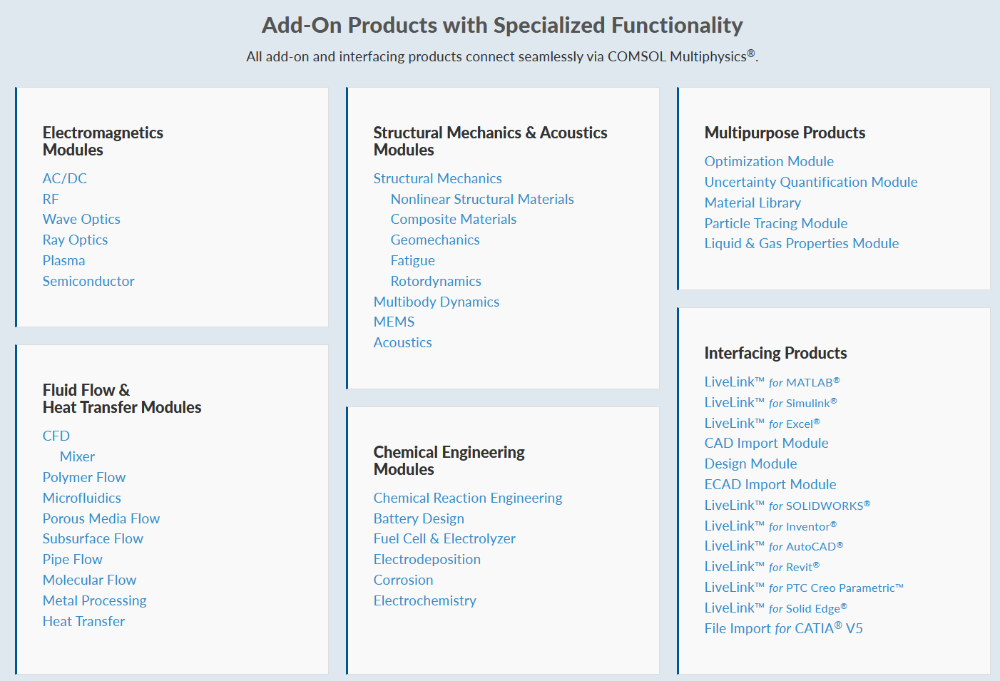 Add-On Products with Specialized Functionality
All add-on and interfacing products connect seamlessly via COMSOL Multiphysics®.
Electromagnetics
Modules
AC/DC
RF
Wave Optics
Ray Optics
Plasma
Semiconductor
Fluid Flow &
Heat Transfer Modules
CFD
Mixer
Polymer Flow
Microfluidics
Porous Media Flow
Subsurface Flow
Pipe Flow
Molecular Flow
Metal Processing
Heat Transfer
Structural Mechanics & Acoustics
Modules
Structural Mechanics
Nonlinear Structural Materials
Composite Materials
Geomechanics
Fatigue
Rotordynamics
Multibody Dynamics
MEMS
Acoustics
Chemical Engineering
Modules
Chemical Reaction Engineering
Battery Design
Fuel Cell & Electrolyzer
Electrodeposition
Corrosion
Electrochemistry
Multipurpose Products
Optimization Module
Uncertainty Quantification Module
Material Library
Particle Tracing Module
Liquid & Gas Properties Module
Interfacing Products
LiveLink™ for MATLAB®
LiveLink™ for Simulink®
LiveLink™ for Excel®
CAD Import Module
Design Module
ECAD Import Module
LiveLink™ for SOLIDWORKS®
LiveLink™ for Inventor®
LiveLink™ for AutoCAD®
LiveLink™ for Revit®
LiveLink™ for PTC Creo Parametric™
LiveLink™ for Solid Edge®
File Import for CATIA® V5